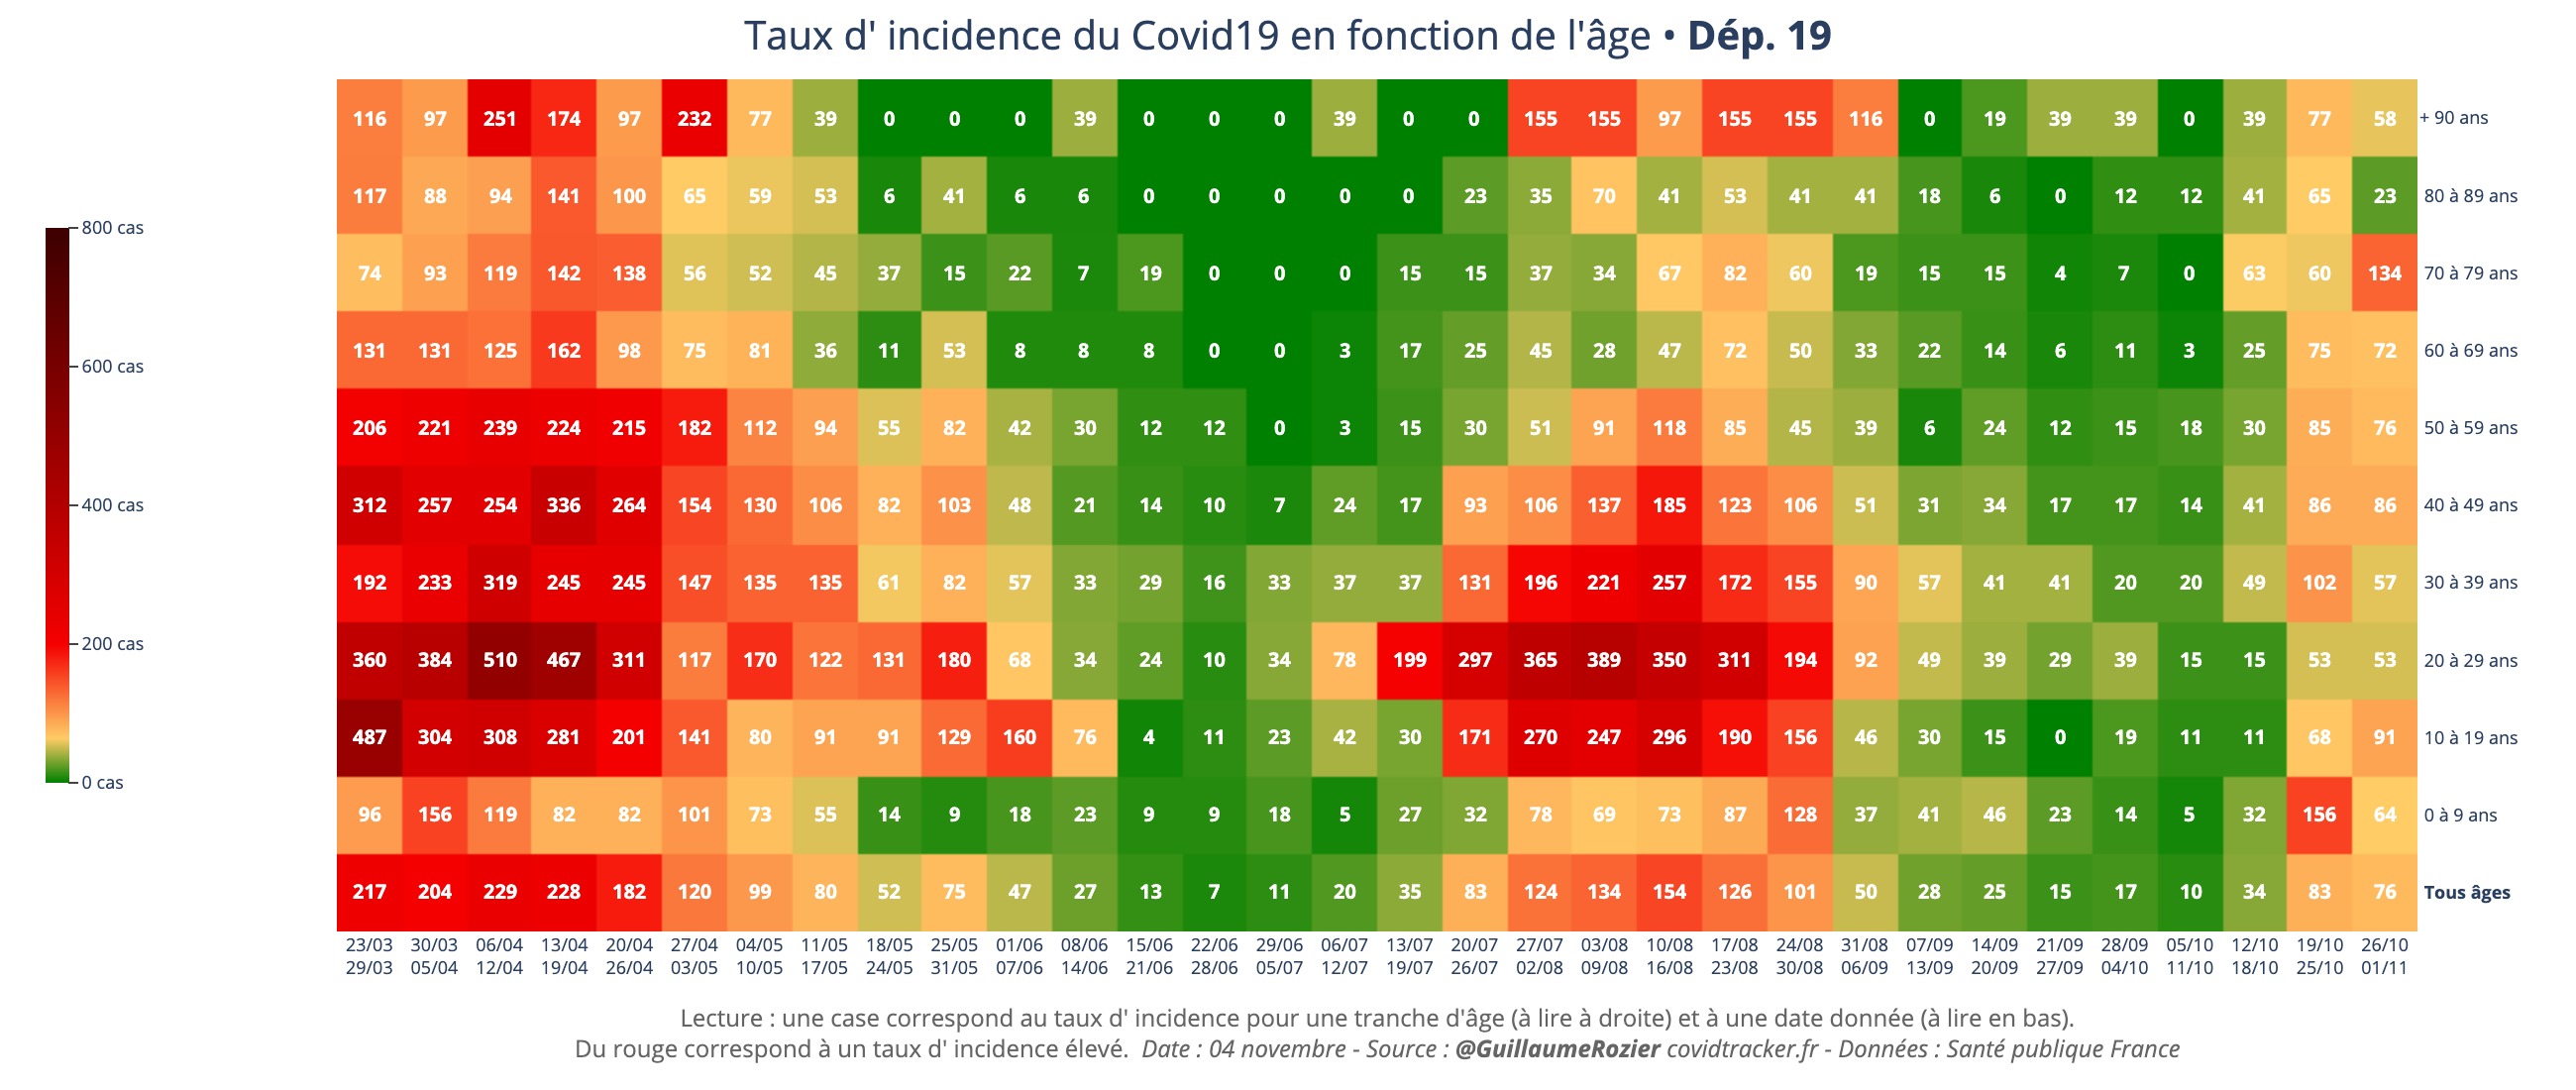 Taux d' incidence du Covid19 en fonction de l'âge • Dép. 19
116 97 251 174 97 232 77 39 0 0 0 39 0 0 0 39 0 0 155 155 97 155 155 116 0 19 39 39 0 39 77 58 + 90 ans
117 88 94 141 100 65 59 53 6 41 6 6 0 0 0 0 0 23 35 70 41 53 41 41 18 6 0 12 12 41 65 23 80 à 89 ans
800 cas
74 93 119 142 138 56 52 45 37 15 22 7 19 0 0 0 15 15 37 34 67 82 60 19 15 15 4 7 0 63 60 134 70 à 79 ans
131 131 125 162 98 75 81 36 11 53 8 8 8 0 0 3 17 25 45 28 47 72 50 33 22 14 6 11 3 25 75 72 60 à 69 ans
600 cas
206 221 239 224 215 182 112 94 55 82 42 30 12 12 0 3 15 30 51 91 118 85 45 39 6 24 12 15 18 30 85 76 50 à 59 ans
400 cas
312 257 254 336 264 154 130 106 82 103 48 21 14 10 7 24 17 93 106 137 185 123 106 51 31 34 17 17 14 41 86 86 40 à 49 ans
192 233 319 245 245 147 135 135 61 82 57 33 29 16 33 37 37 131 196 221 257 172 155 90 57 41 41 20 20 49 102 57 30 à 39 ans
200 cas
360 384 510 467 311 117 170 122 131 180 68 34 24 10 34 78 199 297 365 389 350 311 194 92 49 39 29 39 15 15 53 53 20 à 29 ans
487 304 308 281 201 141 80 91 91 129 160 76 4 11 23 42 30 171 270 247 296 190 156 46 30 15 0 19 11 11 68 91 10 à 19 ans
0 cas
96 156 119 82 82 101 73 55 14 9 18 23 9 9 18 5 27 32 78 69 73 87 128 37 41 46 23 14 5 32 156 64 0 à 9 ans
217 204 229 228 182 120 99 80 52 75 47 27 13 7 11 20 35 83 124 134 154 126 101 50 28 25 15 17 10 34 83 76 Tous âges
23/03 30/03 06/04 13/04 20/04 27/04 04/05 11/05 18/05 25/05 01/06 08/06 15/06 22/06 29/06 06/07 13/07 20/07 27/07 03/08 10/08 17/08 24/08 31/08 07/09 14/09 21/09 28/09 05/10 12/10 19/10 26/10
29/03 05/04 12/04 19/04 26/04 03/05 10/05 17/05 24/05 31/05 07/06 14/06 21/06 28/06 05/07 12/07 19/07 26/07 02/08 09/08 16/08 23/08 30/08 06/09 13/09 20/09 27/09 04/10 11/10 18/10 25/10 01/11
Lecture : une case correspond au taux d' incidence pour une tranche d'âge (à lire à droite) et à une date donnée (à lire en bas).
Du rouge correspond à un taux d' incidence élevé. Date : 04 novembre - Source : @GuillaumeRozier covidtracker.fr - Données : Santé publique France